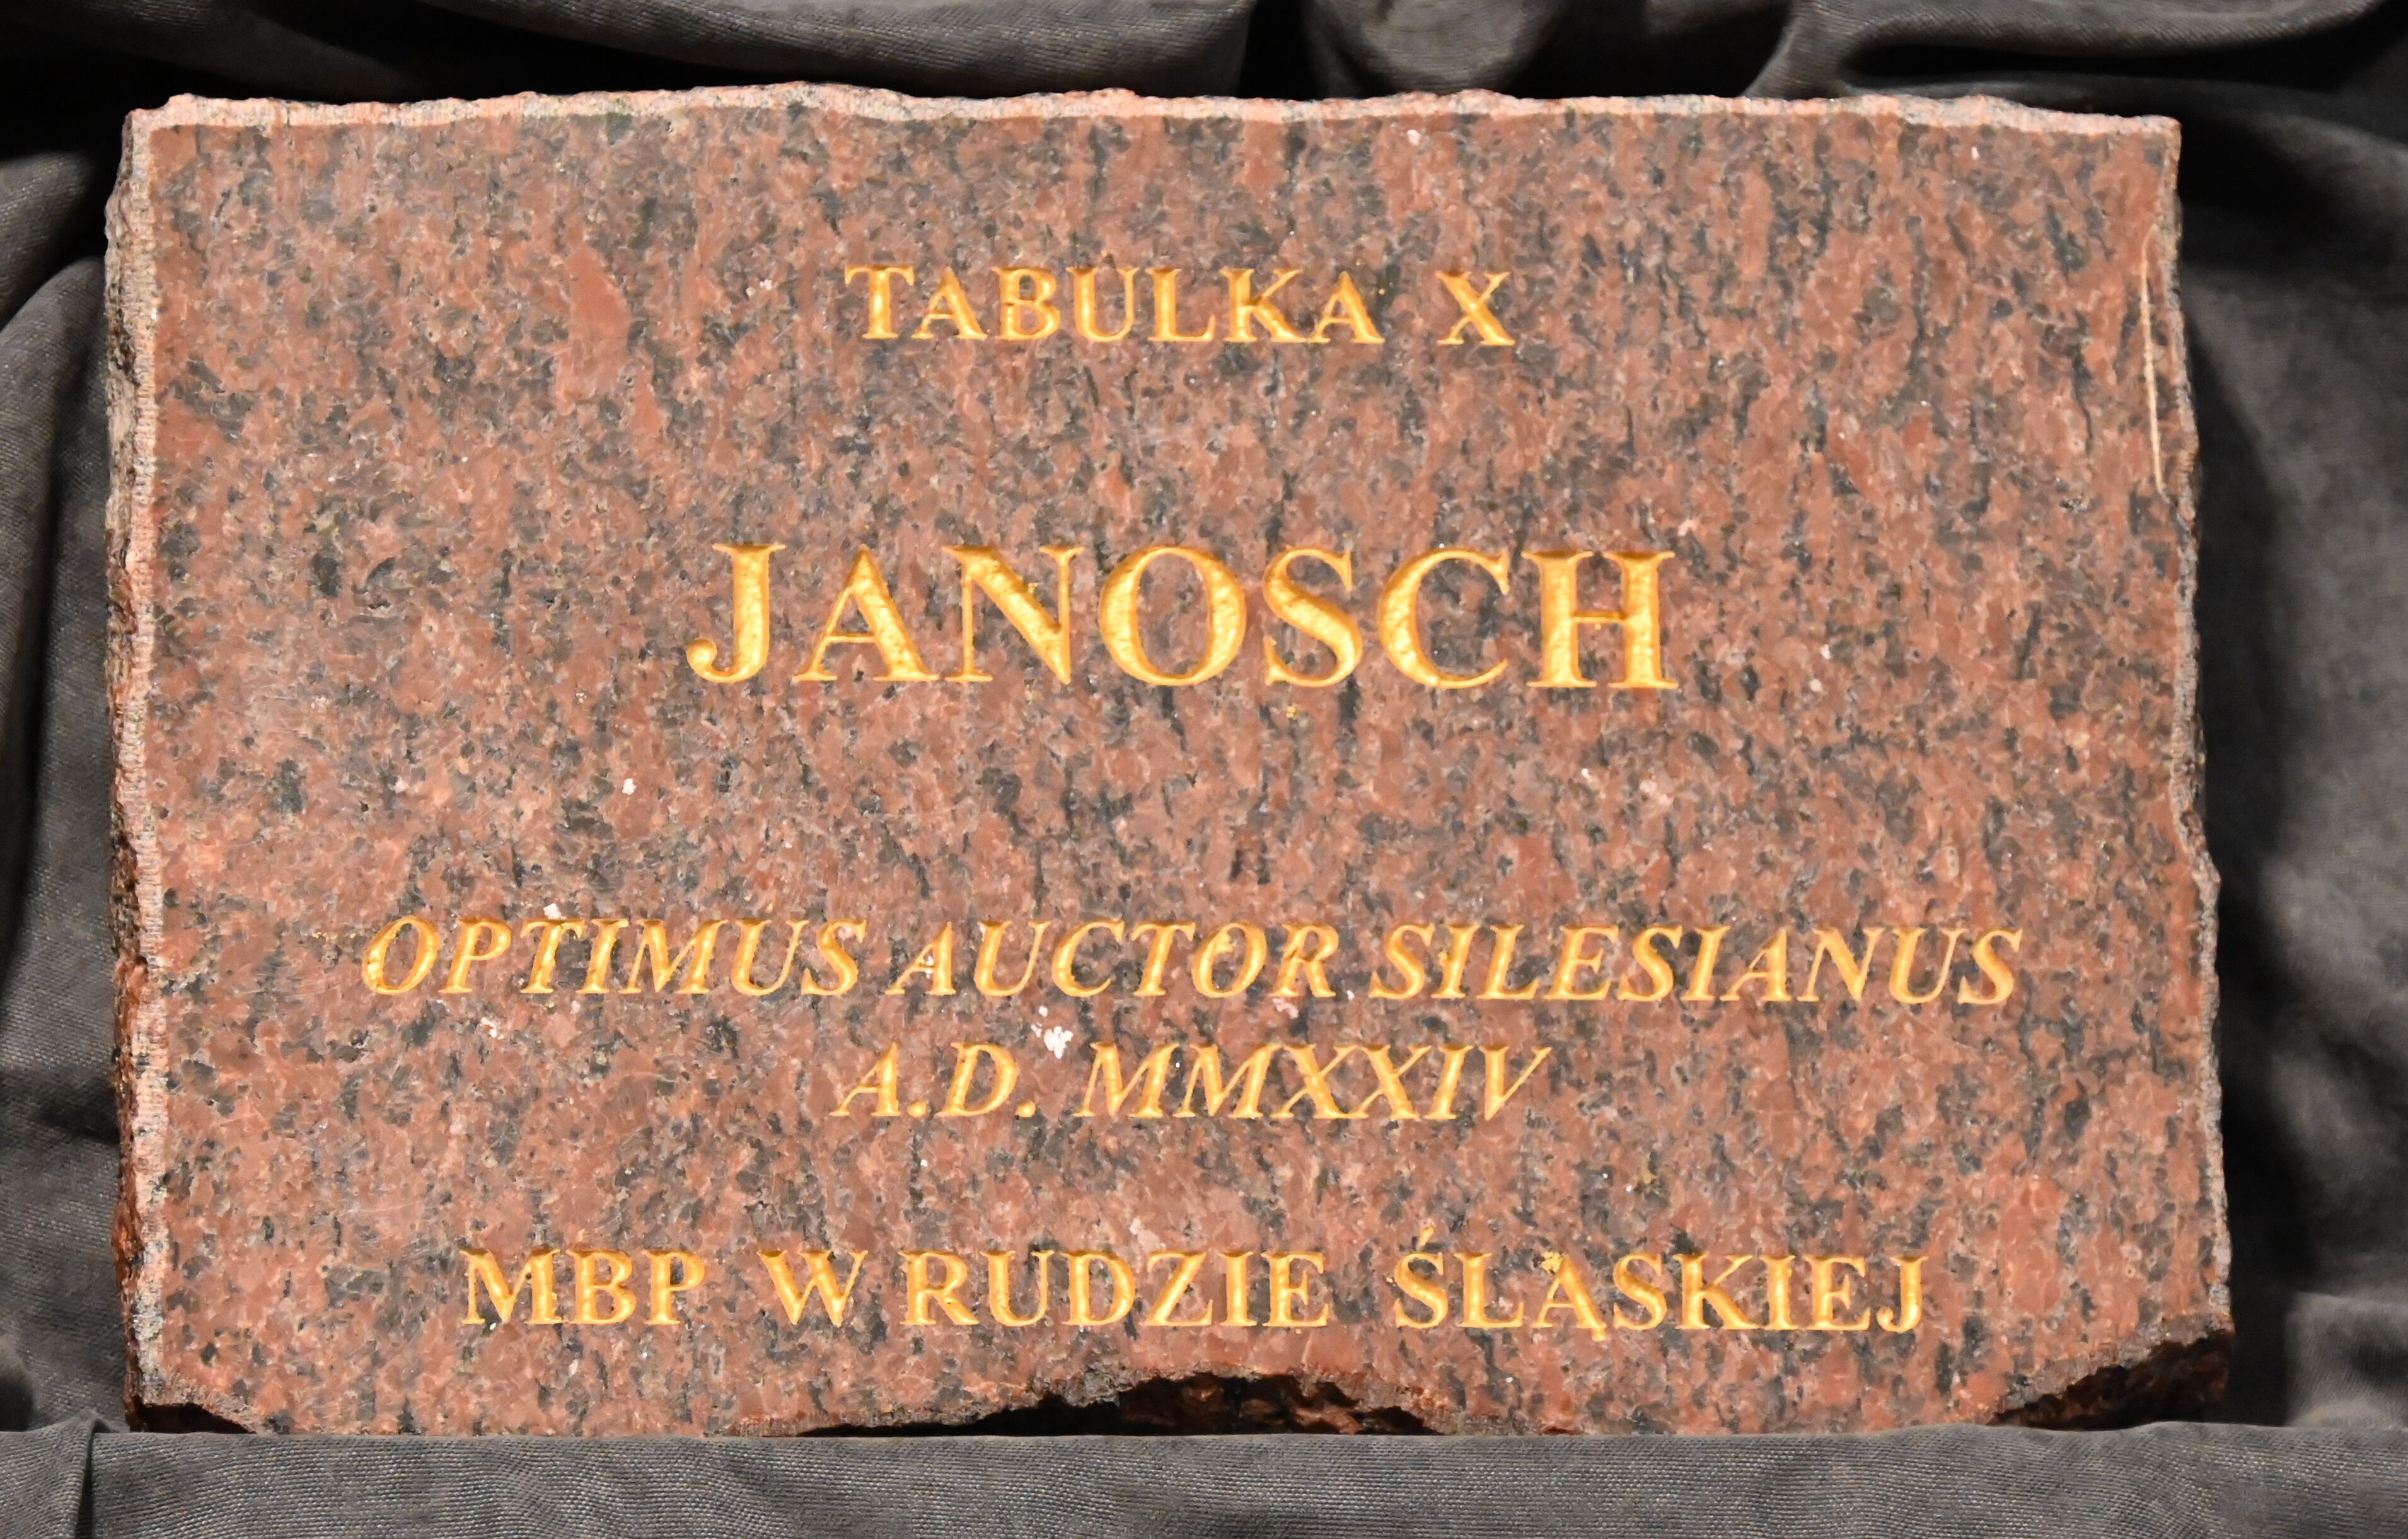 TABULKA X
JANOSCH
OPTIMUS AUCTOR SILESIANUS
A.D. MMXXIV
MBP W RUDZIE ŚLĄSKIEJ